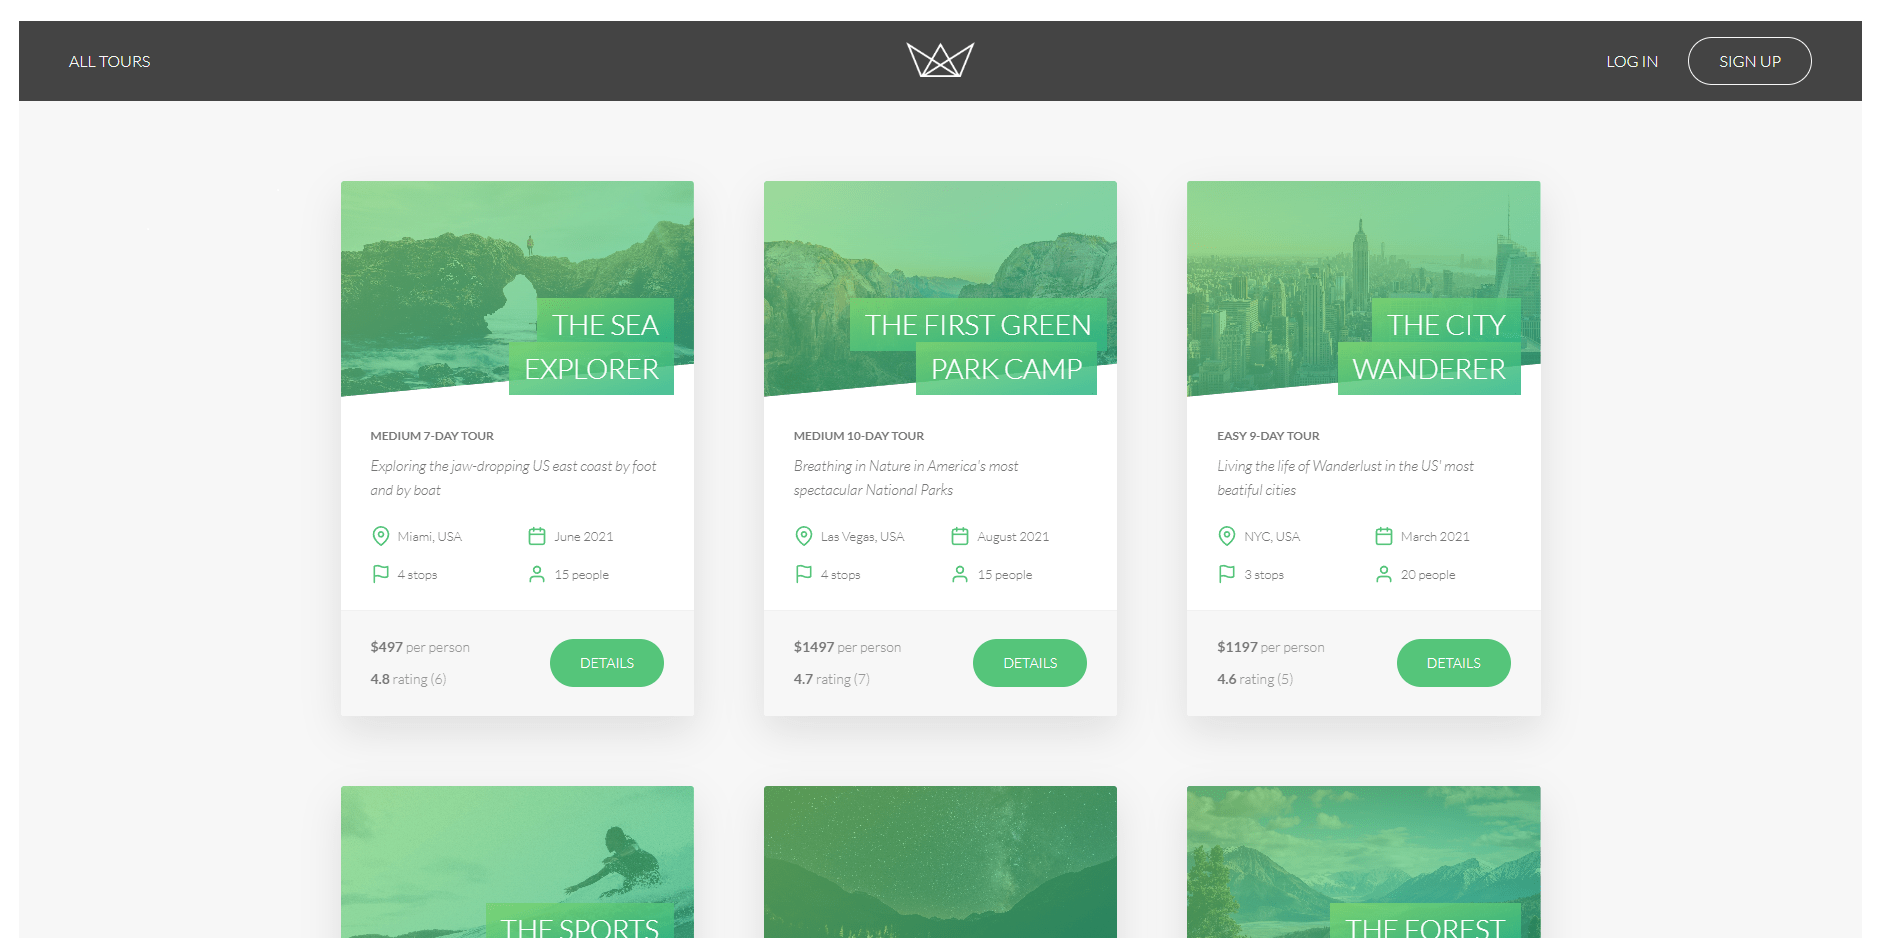 ALL TOURS
LOG IN
SIGN UP
THE SEA
EXPLORER
MEDIUM 7-DAY TOUR
Exploring the jaw-dropping US east coast by foot
and by boat
Miami, USA
June 2021
4 stops
15 people
$497 per person
4.8 rating (6)
DETAILS
THE FIRST GREEN
PARK CAMP
MEDIUM 10-DAY TOUR
Breathing in Nature in America's most
spectacular National Parks
Las Vegas, USA
August 2021
4 stops
15 people
$1497 per person
4.7 rating (7)
DETAILS
THE CITY
WANDERER
EASY 9-DAY TOUR
Living the life of Wanderlust in the US' most
beatiful cities
NYC, USA
March 2021
3 stops
20 people
$1197 per person
4.6 rating (5)
DETAILS
THE SPORTS
THE FOREST